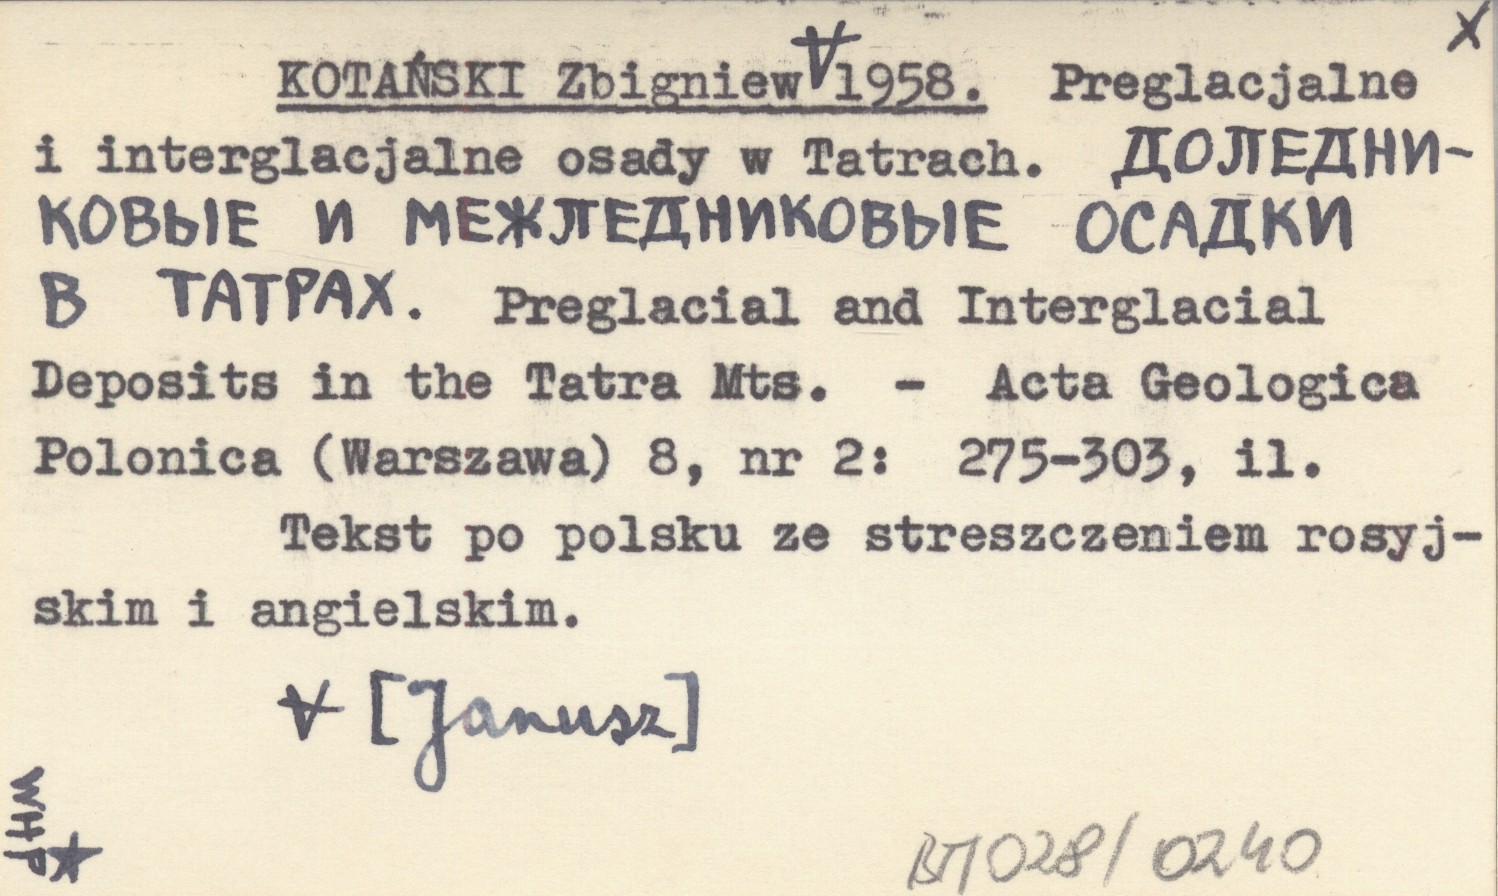 X
KOTAŃSKI Zbigniew ∀ 1958. Preglacjalne
i interglacjalne osady w Tatrach. ДОЛЕДНИ-
КОВЫЕ И МЕЖЛЕДНИКОВЫЕ ОСАДКИ
В ТАТРАХ. Preglacial and Interglacial
Deposits in the Tatra Mts. - Acta Geologica
Polonica (Warszawa) 8, nr 2: 275-303, il.
Tekst po polsku ze streszczeniem rosyj-
skim i angielskim.
∀ [Janusz]
WHP
028/0240